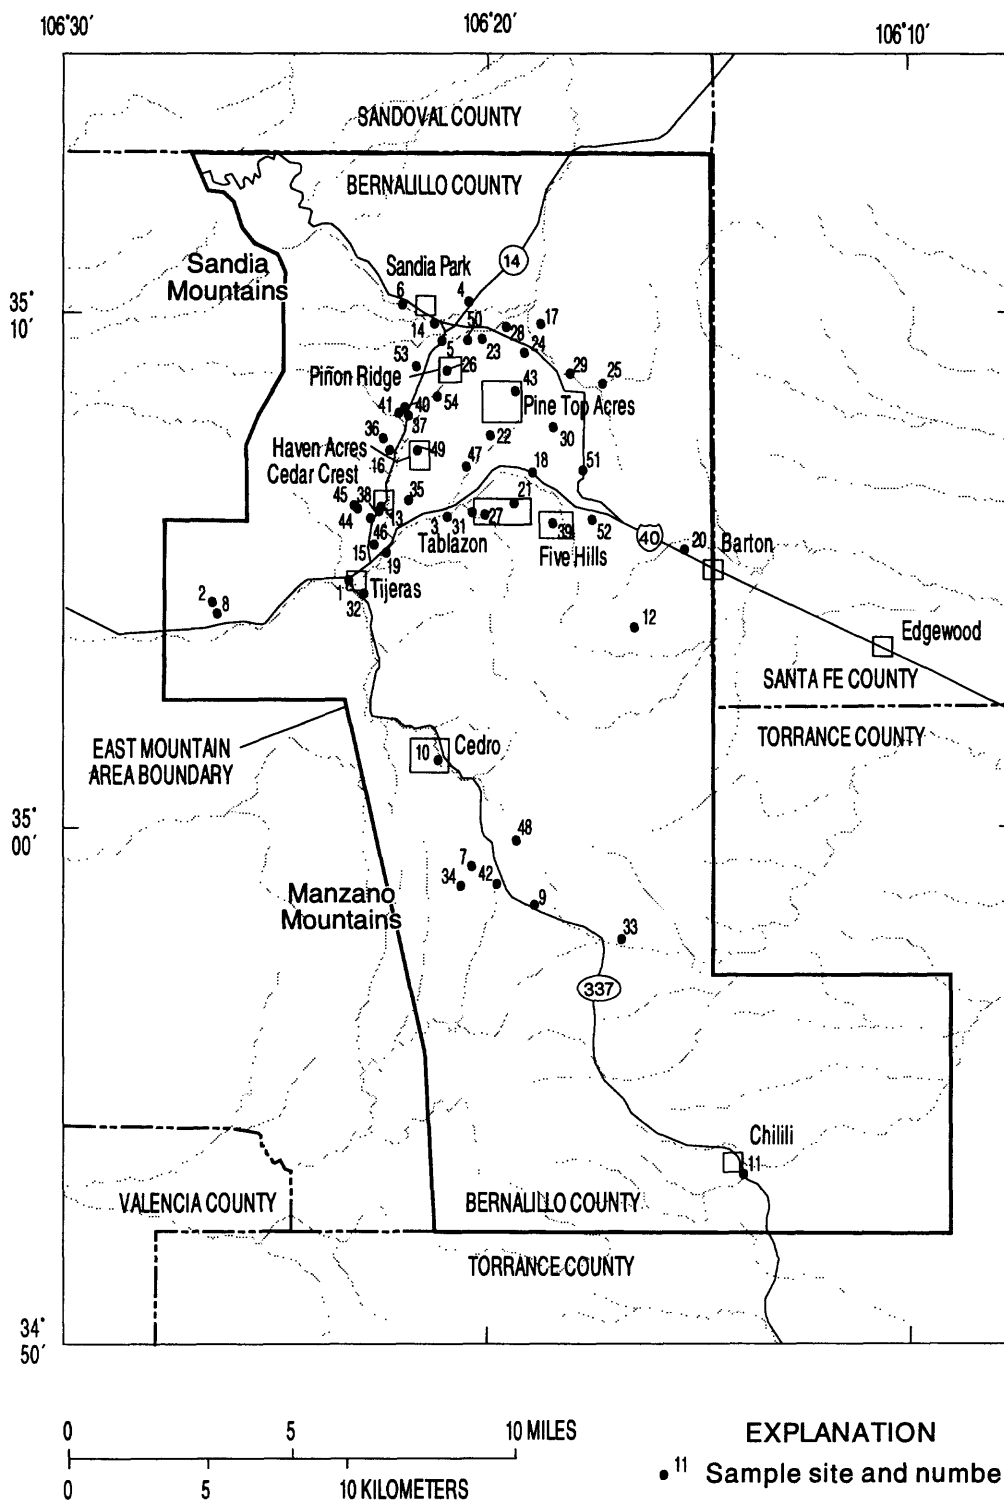 106°30′
106°20′
106°10′
SANDOVAL COUNTY
BERNALILLO COUNTY
Sandia
Mountains
Sandia Park
14
35°
10′
6
4
14
50
5
28
17
23
24
53
Piñon Ridge
26
29
25
43
Pine Top Acres
54
41
40
37
30
36
Haven Acres
49
22
16
Cedar Crest
47
18
51
45
38
35
44
13
46
3
31
27
21
39
52
Tablazon
Five Hills
40
20
Barton
15
19
1
Tijeras
32
2
8
12
Edgewood
SANTA FE COUNTY
TORRANCE COUNTY
EAST MOUNTAIN
AREA BOUNDARY
10
Cedro
35°
00′
48
7
34
42
9
Manzano
Mountains
33
337
Chilili
11
VALENCIA COUNTY
BERNALILLO COUNTY
TORRANCE COUNTY
34°
50′
0 5 10 MILES
0 5 10 KILOMETERS
EXPLANATION
11 Sample site and numbe